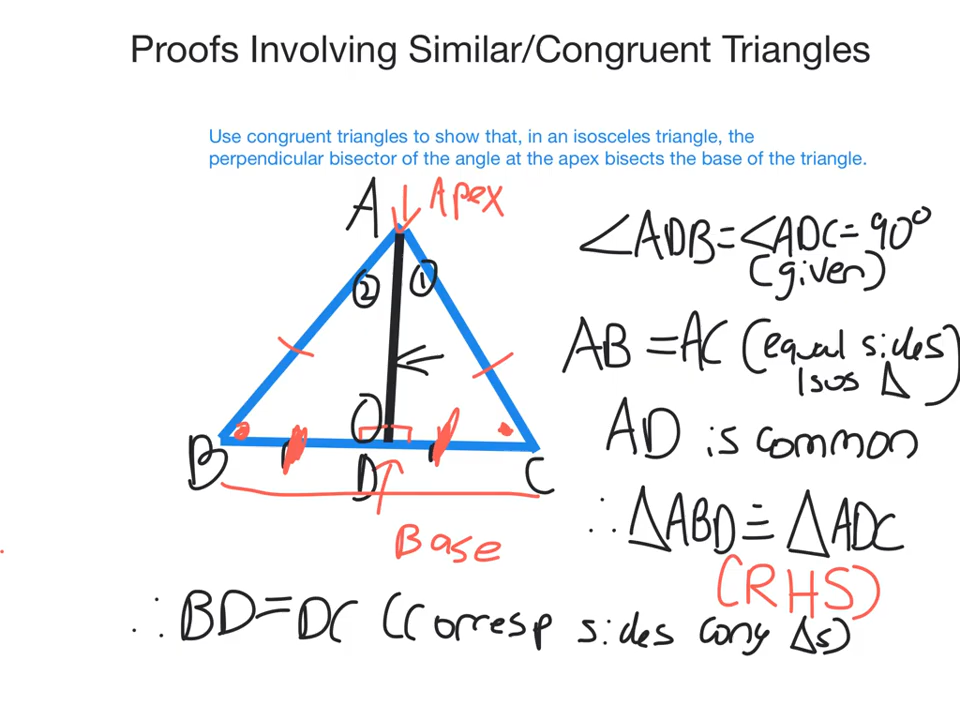 Proofs Involving Similar/Congruent Triangles
Use congruent triangles to show that, in an isosceles triangle, the
perpendicular bisector of the angle at the apex bisects the base of the triangle.
A
Apex
② ①
O
B D C
Base
∠ADB=∠ADC=90°
(given)
AB=AC (equal sides)
Isos Δ
AD is common
∴ ΔABD≡ΔADC
(RHS)
∴ BD=DC (Corresp sides cong Δs)